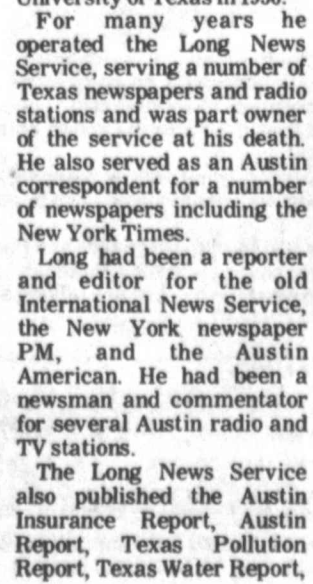 University of Texas in 1930.
For many years he
operated the Long News
Service, serving a number of
Texas newspapers and radio
stations and was part owner
of the service at his death.
He also served as an Austin
correspondent for a number
of newspapers including the
New York Times.
Long had been a reporter
and editor for the old
International News Service,
the New York newspaper
PM, and the Austin
American. He had been a
newsman and commentator
for several Austin radio and
TV stations.
The Long News Service
also published the Austin
Insurance Report, Austin
Report, Texas Pollution
Report, Texas Water Report,